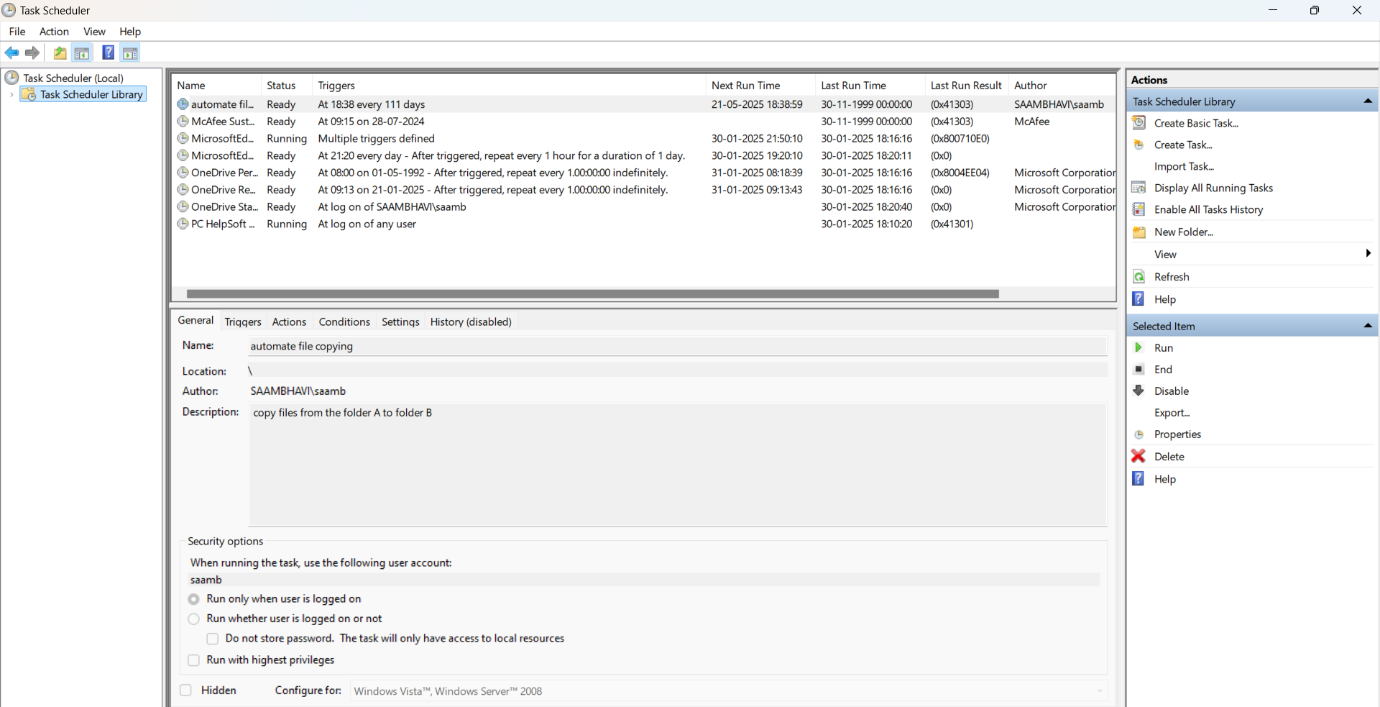 Task Scheduler
File Action View Help
Task Scheduler (Local)
Task Scheduler Library
Name Status Triggers Next Run Time Last Run Time Last Run Result Author
automate fil... Ready At 18:38 every 111 days 21-05-2025 18:38:59 30-11-1999 00:00:00 (0x41303) SAAMBHAVI\saamb
McAfee Sust... Ready At 09:15 on 28-07-2024 30-11-1999 00:00:00 (0x41303) McAfee
MicrosoftEd... Running Multiple triggers defined 30-01-2025 21:50:10 30-01-2025 18:16:16 (0x800710E0)
MicrosoftEd... Ready At 21:20 every day - After triggered, repeat every 1 hour for a duration of 1 day. 30-01-2025 19:20:10 30-01-2025 18:20:11 (0x0)
OneDrive Per... Ready At 08:00 on 01-05-1992 - After triggered, repeat every 1.00:00:00 indefinitely. 31-01-2025 08:18:39 30-01-2025 18:16:16 (0x8004EE04) Microsoft Corporation
OneDrive Re... Ready At 09:13 on 21-01-2025 - After triggered, repeat every 1.00:00:00 indefinitely. 31-01-2025 09:13:43 30-01-2025 18:16:16 (0x0) Microsoft Corporation
OneDrive Sta... Ready At log on of SAAMBHAVI\saamb 30-01-2025 18:20:40 (0x0) Microsoft Corporation
PC HelpSoft ... Running At log on of any user 30-01-2025 18:10:20 (0x41301)
General Triggers Actions Conditions Settings History (disabled)
Name: automate file copying
Location: \
Author: SAAMBHAVI\saamb
Description: copy files from the folder A to folder B
Security options
When running the task, use the following user account:
saamb
Run only when user is logged on
Run whether user is logged on or not
Do not store password. The task will only have access to local resources
Run with highest privileges
Hidden Configure for: Windows Vista™, Windows Server™ 2008
Actions
Task Scheduler Library
Create Basic Task...
Create Task...
Import Task...
Display All Running Tasks
Enable All Tasks History
New Folder...
View
Refresh
Help
Selected Item
Run
End
Disable
Export...
Properties
Delete
Help